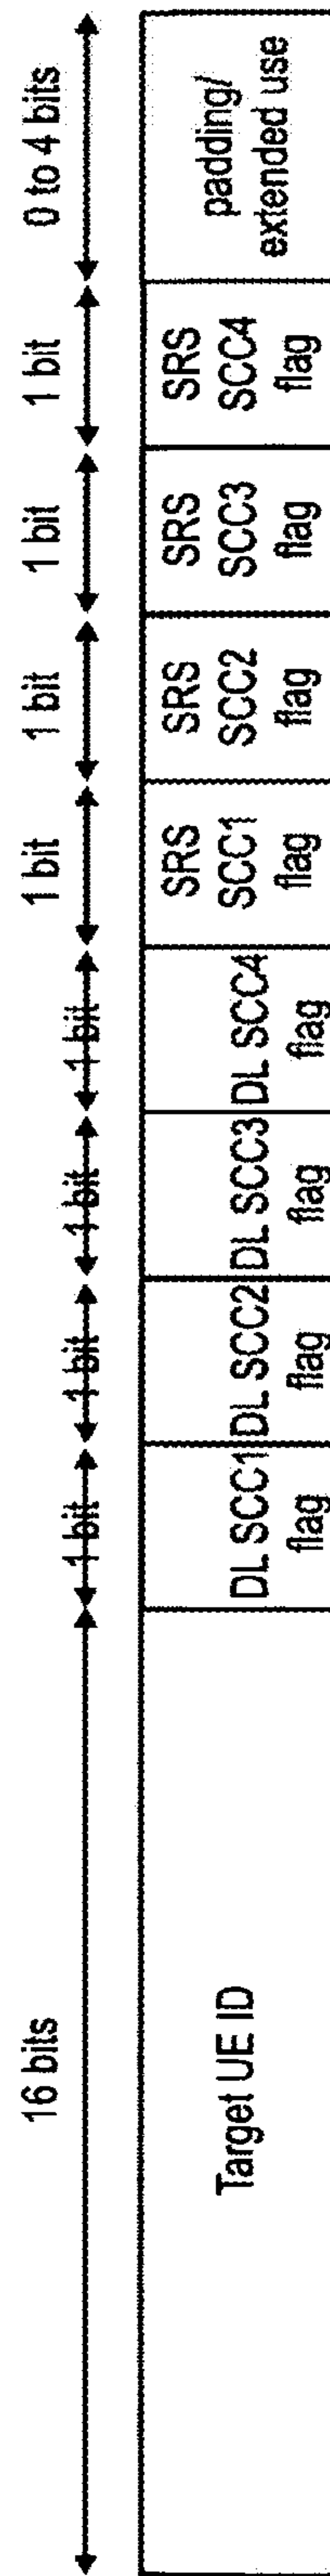 16 bits
1 bit
1 bit
1 bit
1 bit
1 bit
1 bit
1 bit
1 bit
0 to 4 bits
Target UE ID
DL SCC1
flag
DL SCC2
flag
DL SCC3
flag
DL SCC4
flag
SRS
SCC1
flag
SRS
SCC2
flag
SRS
SCC3
flag
SRS
SCC4
flag
padding/
extended use